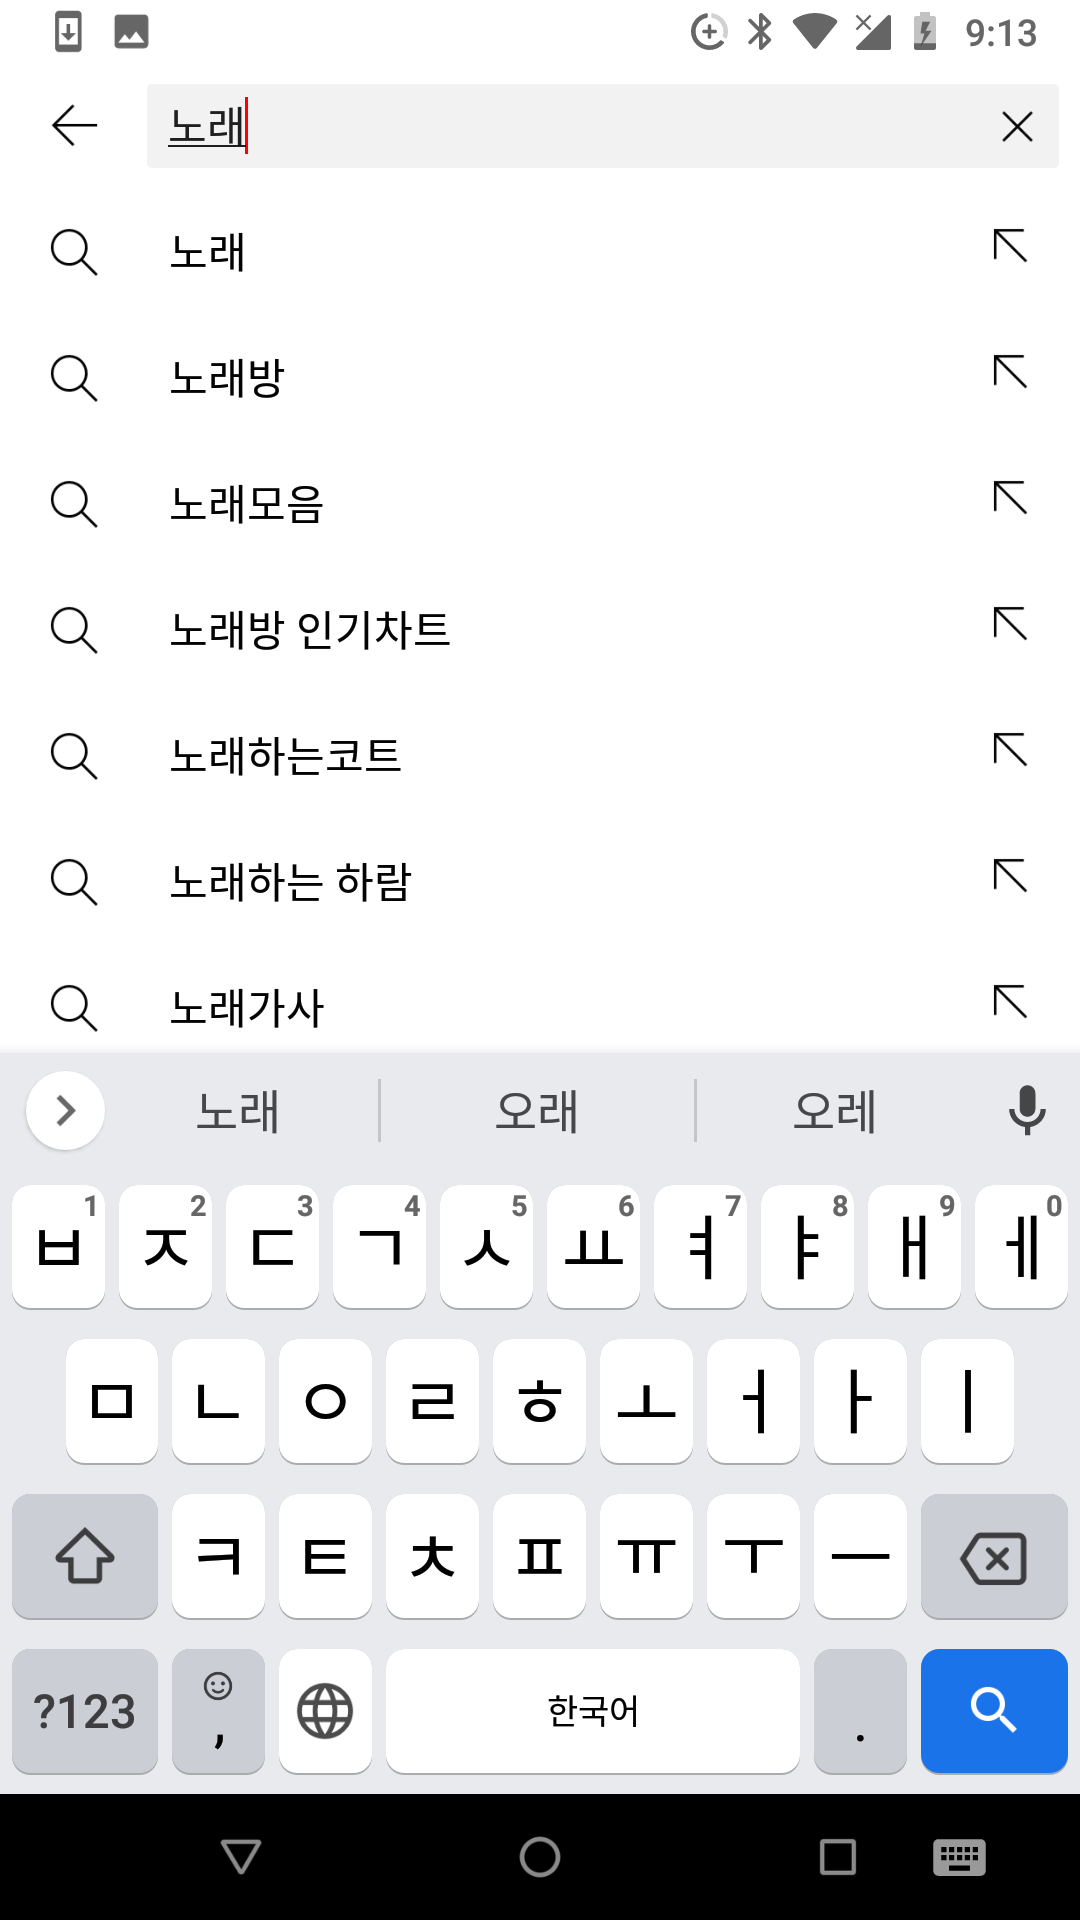 9:13
노래
노래
노래방
노래모음
노래방 인기차트
노래하는코트
노래하는 하람
노래가사
노래 오래 오레
1 2 3 4 5 6 7 8 9 0
ㅂ ㅈ ㄷ ㄱ ㅅ ㅛ ㅕ ㅑ ㅐ ㅔ
ㅁ ㄴ ㅇ ㄹ ㅎ ㅗ ㅓ ㅏ ㅣ
ㅋ ㅌ ㅊ ㅍ ㅠ ㅜ ㅡ
?123 , 한국어 .